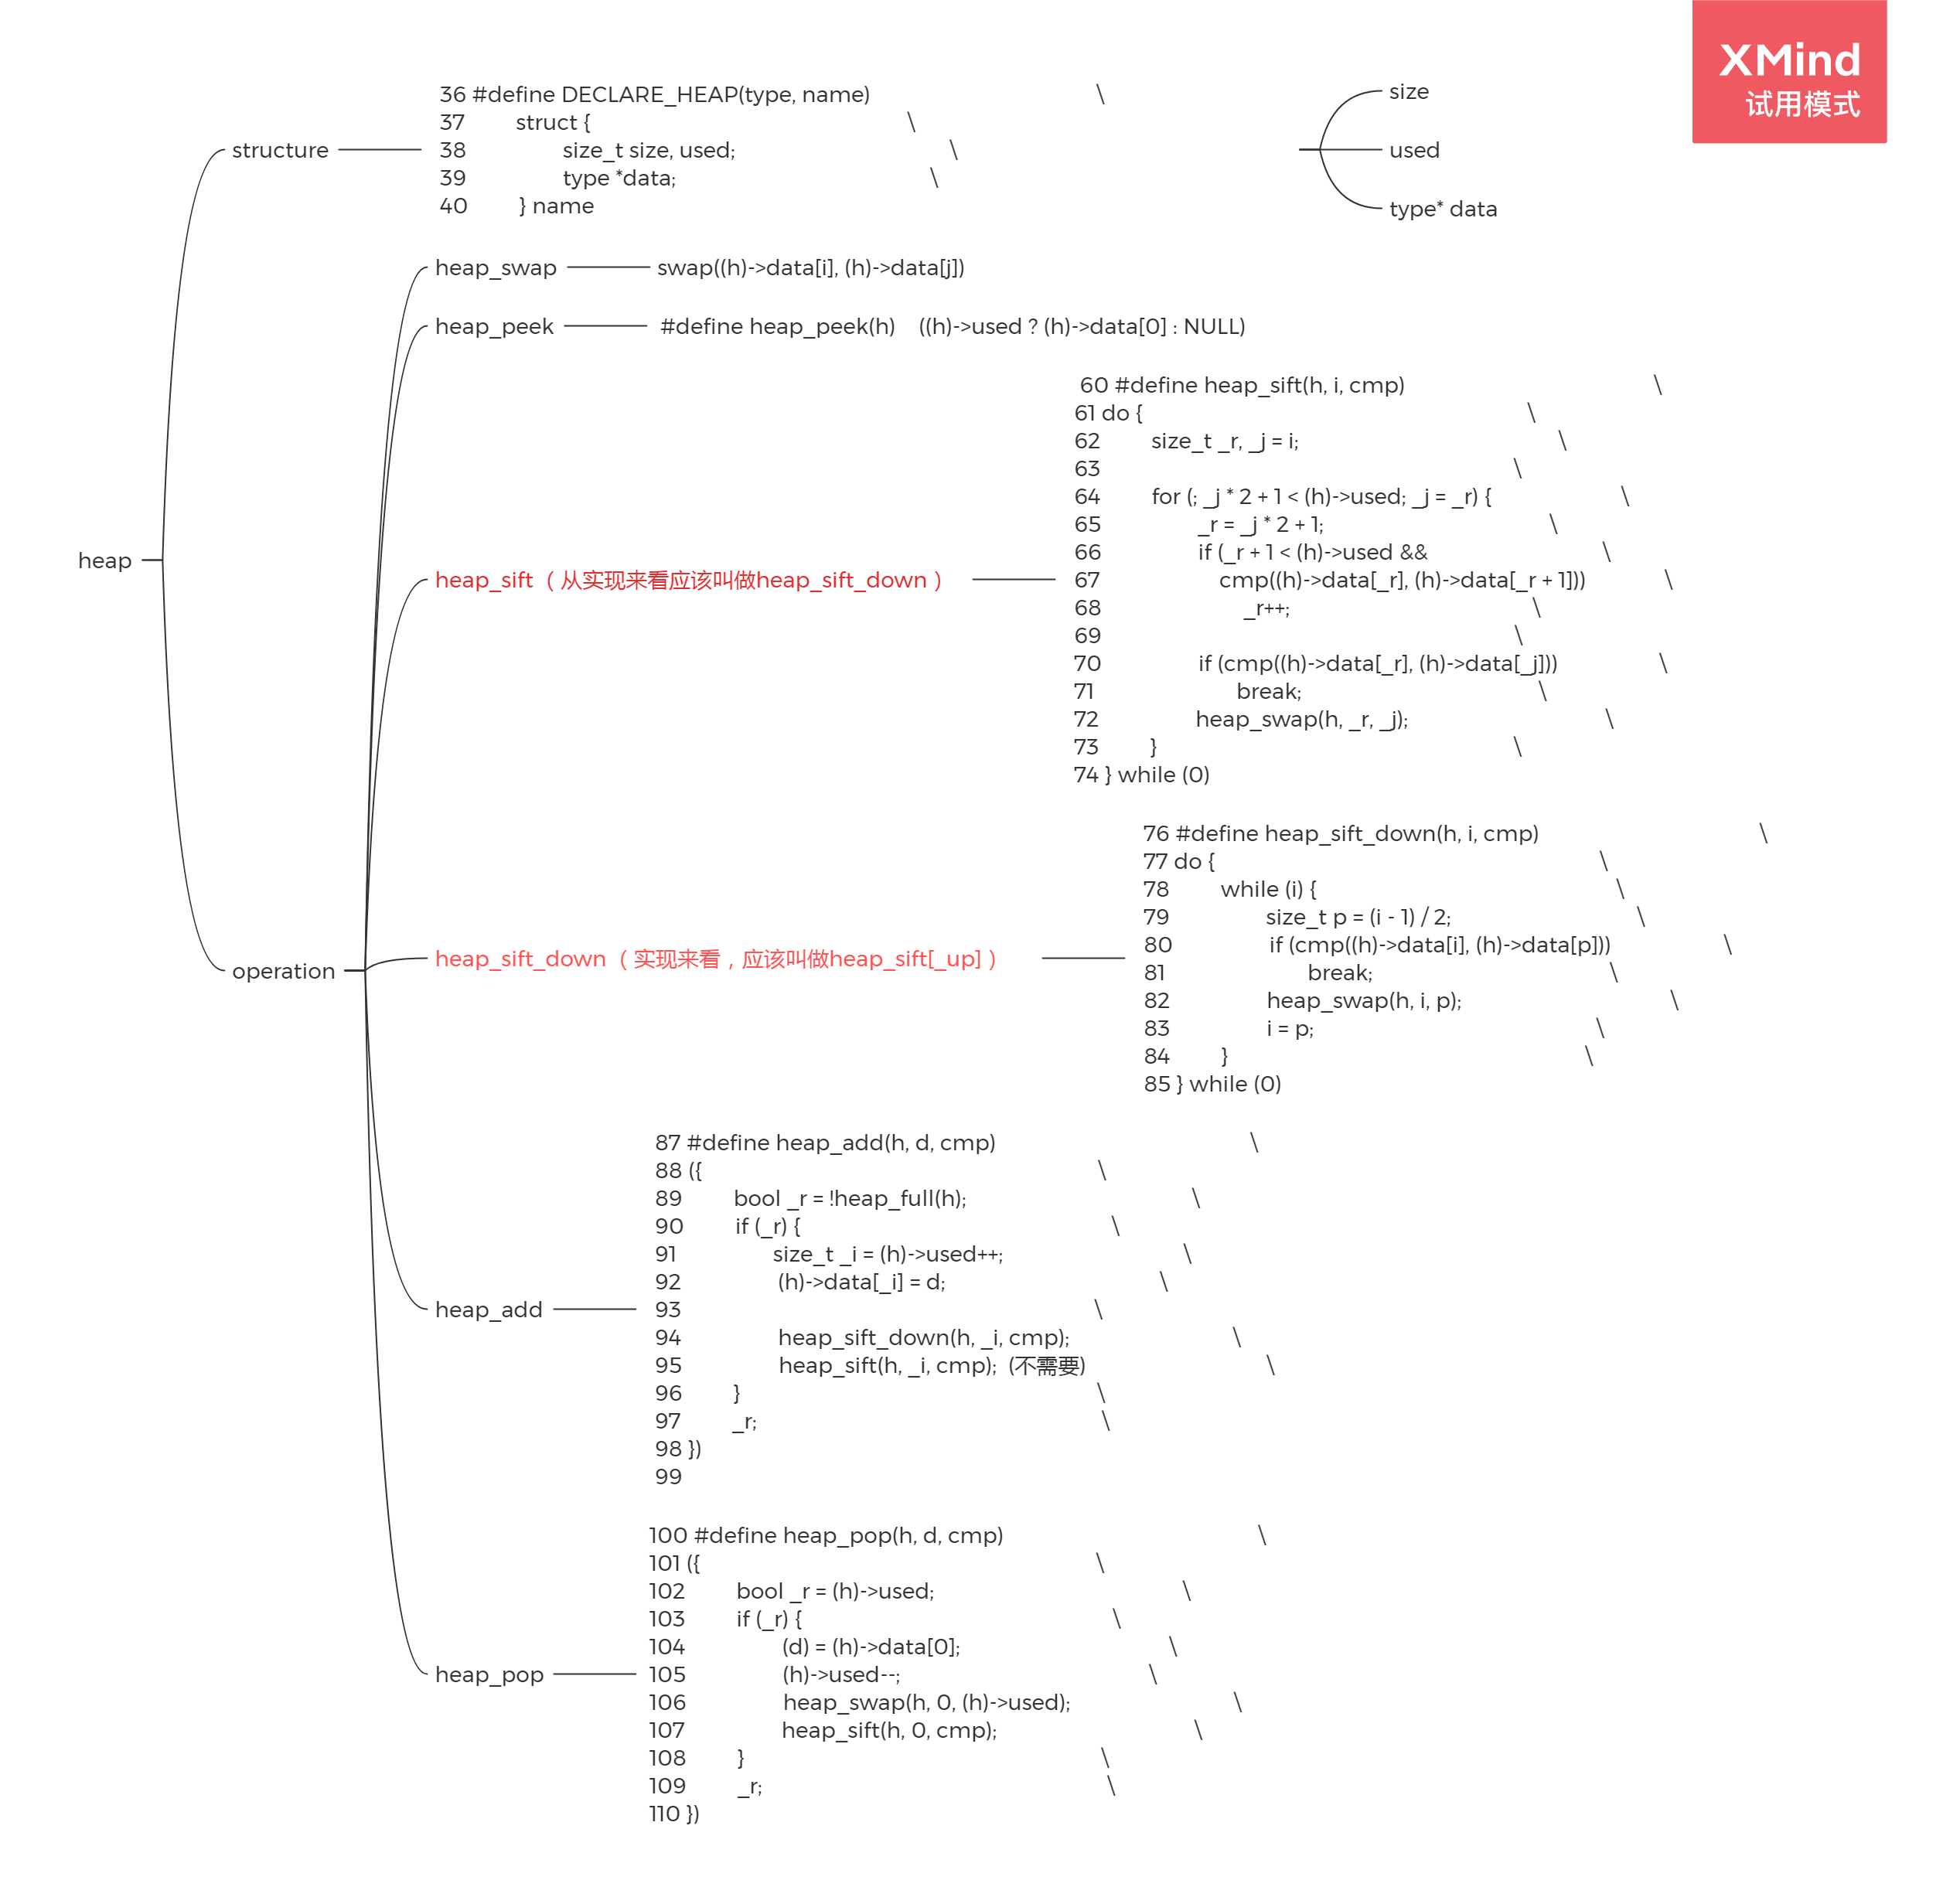 XMind
试用模式
heap
structure
36 #define DECLARE_HEAP(type, name) \
37 struct { \
38 size_t size, used; \
39 type *data; \
40 } name
size
used
type* data
operation
heap_swap
swap((h)->data[i], (h)->data[j])
heap_peek
#define heap_peek(h) ((h)->used ? (h)->data[0] : NULL)
heap_sift（从实现来看应该叫做heap_sift_down）
60 #define heap_sift(h, i, cmp) \
61 do { \
62 size_t _r, _j = i; \
63 \
64 for (; _j * 2 + 1 < (h)->used; _j = _r) { \
65 _r = _j * 2 + 1; \
66 if (_r + 1 < (h)->used && \
67 cmp((h)->data[_r], (h)->data[_r + 1])) \
68 _r++; \
69 \
70 if (cmp((h)->data[_r], (h)->data[_j])) \
71 break; \
72 heap_swap(h, _r, _j); \
73 } \
74 } while (0)
heap_sift_down（实现来看，应该叫做heap_sift[_up]）
76 #define heap_sift_down(h, i, cmp) \
77 do { \
78 while (i) { \
79 size_t p = (i - 1) / 2; \
80 if (cmp((h)->data[i], (h)->data[p])) \
81 break; \
82 heap_swap(h, i, p); \
83 i = p; \
84 } \
85 } while (0)
heap_add
87 #define heap_add(h, d, cmp) \
88 ({ \
89 bool _r = !heap_full(h); \
90 if (_r) { \
91 size_t _i = (h)->used++; \
92 (h)->data[_i] = d; \
93 \
94 heap_sift_down(h, _i, cmp); \
95 heap_sift(h, _i, cmp); (不需要) \
96 } \
97 _r; \
98 })
99
heap_pop
100 #define heap_pop(h, d, cmp) \
101 ({ \
102 bool _r = (h)->used; \
103 if (_r) { \
104 (d) = (h)->data[0]; \
105 (h)->used--; \
106 heap_swap(h, 0, (h)->used); \
107 heap_sift(h, 0, cmp); \
108 } \
109 _r; \
110 })